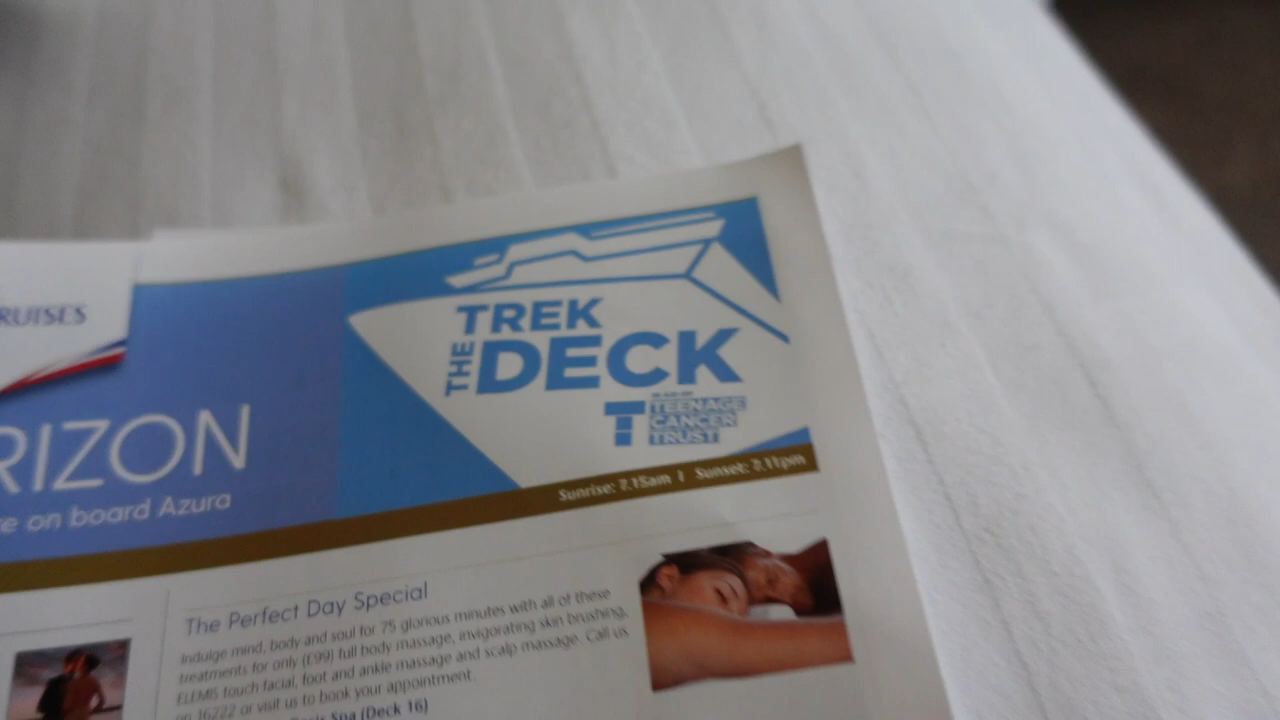 RUISES
RIZON
re on board Azura
TREK
THE
DECK
TEENAGE
CANCER
TRUST
Sunrise: 7.15am | Sunset: 7.11pm
The Perfect Day Special
Indulge mind, body and soul for 75 glorious minutes with all of these
treatments for only (£99) full body massage, invigorating skin brushing,
ELEMIS touch facial, foot and ankle massage and scalp massage. Call us
on 16222 or visit us to book your appointment.
Spa (Deck 16)